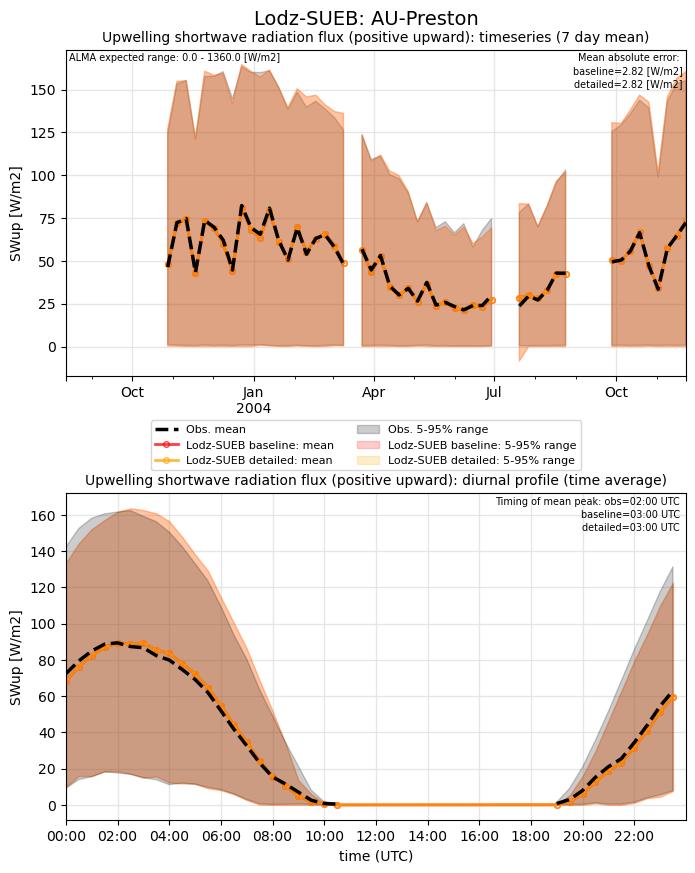 Lodz-SUEB: AU-Preston
Upwelling shortwave radiation flux (positive upward): timeseries (7 day mean)
ALMA expected range: 0.0 - 1360.0 [W/m2]
Mean absolute error:
baseline=2.82 [W/m2]
detailed=2.82 [W/m2]
SWup [W/m2]
150
125
100
75
50
25
0
Oct
Jan
2004
Apr
Jul
Oct
Obs. mean
Lodz-SUEB baseline: mean
Lodz-SUEB detailed: mean
Obs. 5-95% range
Lodz-SUEB baseline: 5-95% range
Lodz-SUEB detailed: 5-95% range
Upwelling shortwave radiation flux (positive upward): diurnal profile (time average)
Timing of mean peak: obs=02:00 UTC
baseline=03:00 UTC
detailed=03:00 UTC
SWup [W/m2]
160
140
120
100
80
60
40
20
0
00:00
02:00
04:00
06:00
08:00
10:00
12:00
14:00
16:00
18:00
20:00
22:00
time (UTC)